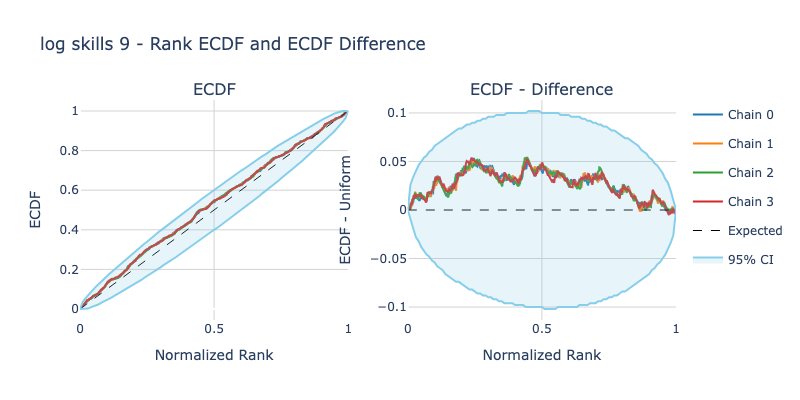 log skills 9 - Rank ECDF and ECDF Difference
ECDF
ECDF - Difference
ECDF
1
0.8
0.6
0.4
0.2
0
0
0.5
1
Normalized Rank
ECDF - Uniform
0.1
0.05
0
−0.05
−0.1
0
0.5
1
Normalized Rank
Chain 0
Chain 1
Chain 2
Chain 3
Expected
95% CI